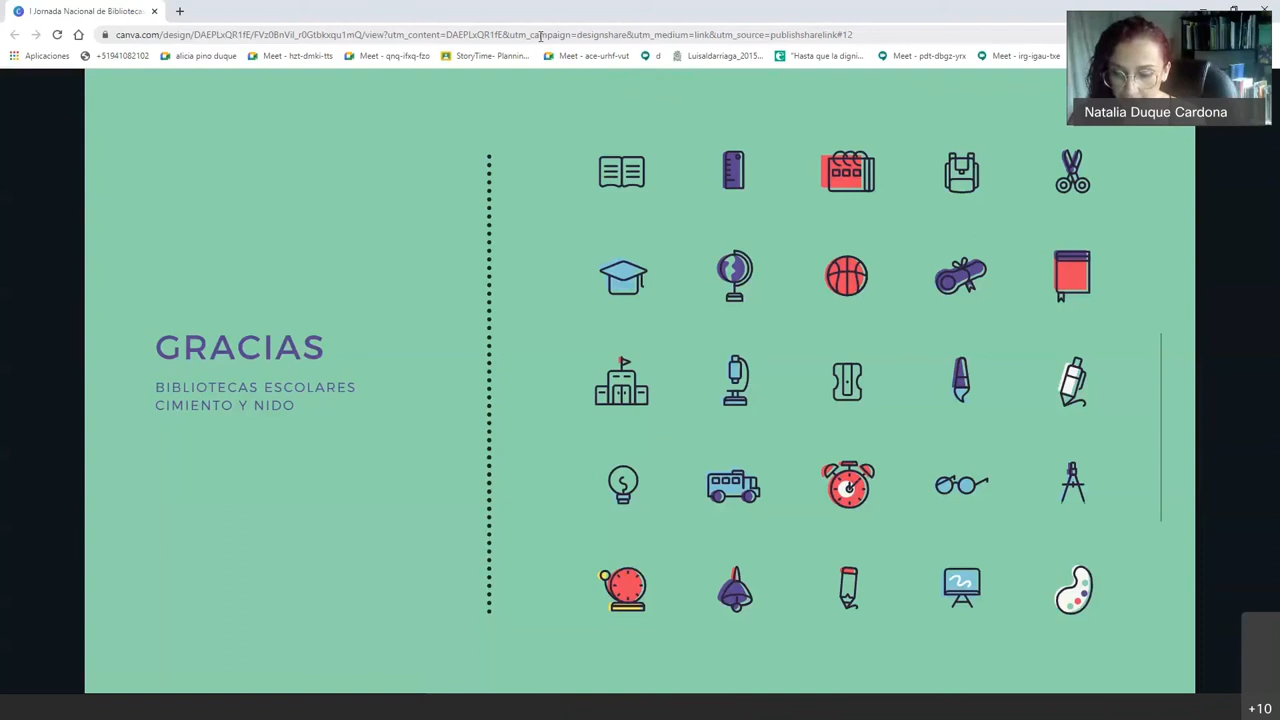 I Jornada Nacional de Bibliotecas
canva.com/design/DAEPLxQR1fE/FVz0BnViI_r0Gtbkxqu1mQ/view?utm_content=DAEPLxQR1fE&utm_campaign=designshare&utm_medium=link&utm_source=publishsharelink#12
Aplicaciones +51941082102 alicia pino duque Meet - hzt-dmki-tts Meet - qnq-ifxq-fzo StoryTime- Plannin... Meet - ace-urhf-vut d Luisaldarriaga_2015... "Hasta que la digni... Meet - pdt-dbgz-yrx Meet - irg-igau-txe
Natalia Duque Cardona
GRACIAS
BIBLIOTECAS ESCOLARES
CIMIENTO Y NIDO
+10